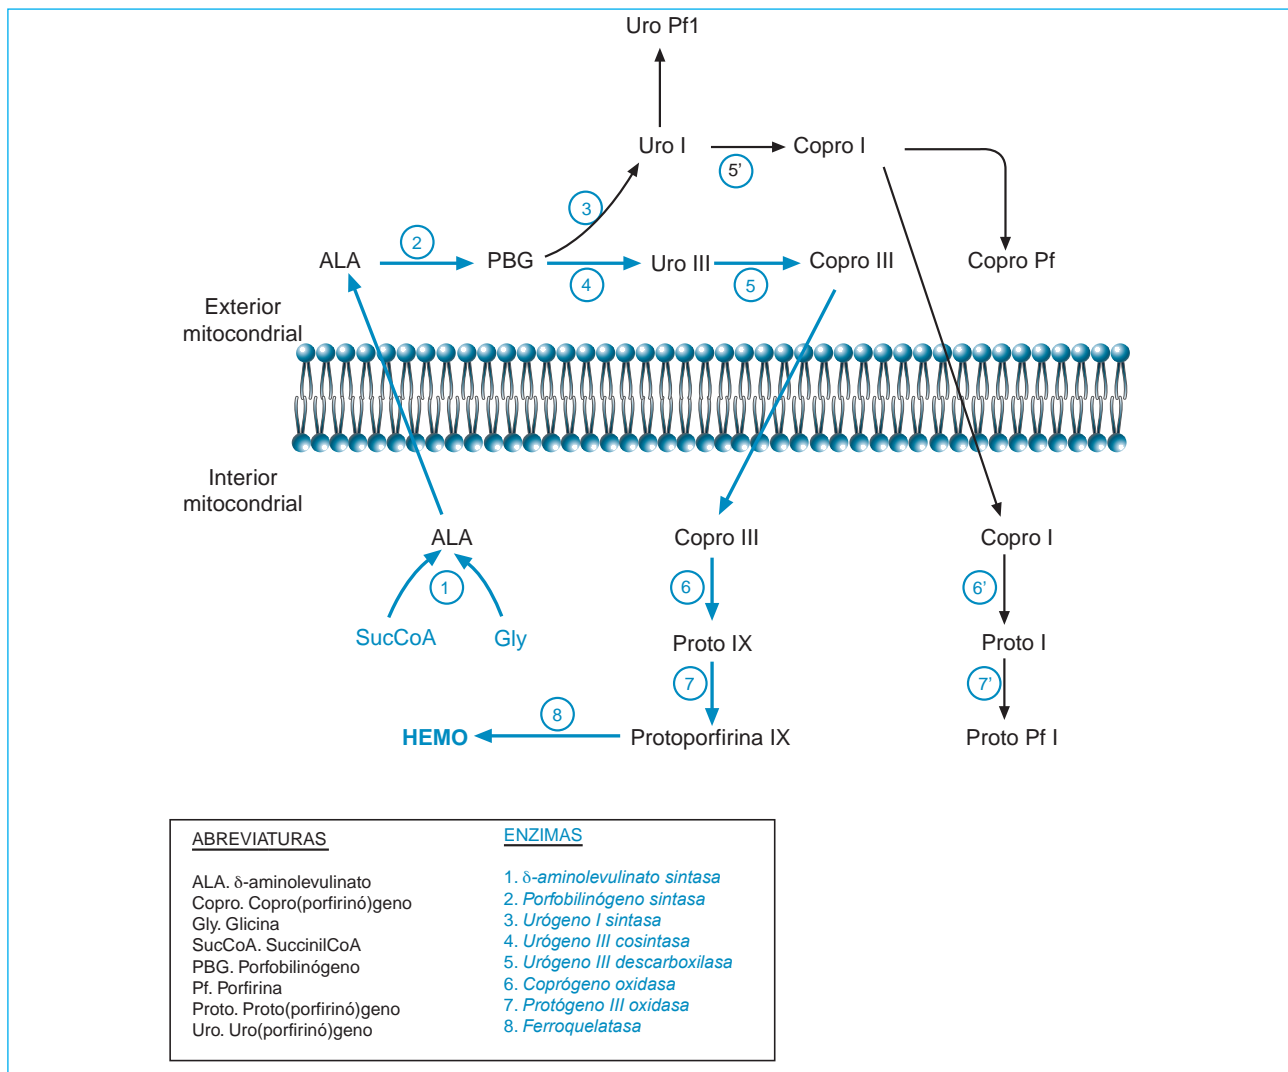 Uro Pf1
Uro I
5’
Copro I
3
ALA
2
PBG
4
Uro III
5
Copro III
Copro Pf
Exterior
mitocondrial
Interior
mitocondrial
ALA
1
SucCoA
Gly
Copro III
6
Proto IX
7
Protoporfirina IX
8
HEMO
Copro I
6’
Proto I
7’
Proto Pf I
ABREVIATURAS
ALA. δ-aminolevulinato
Copro. Copro(porfirinó)geno
Gly. Glicina
SucCoA. SuccinilCoA
PBG. Porfobilinógeno
Pf. Porfirina
Proto. Proto(porfirinó)geno
Uro. Uro(porfirinó)geno
ENZIMAS
1. δ-aminolevulinato sintasa
2. Porfobilinógeno sintasa
3. Urógeno I sintasa
4. Urógeno III cosintasa
5. Urógeno III descarboxilasa
6. Coprógeno oxidasa
7. Protógeno III oxidasa
8. Ferroquelatasa